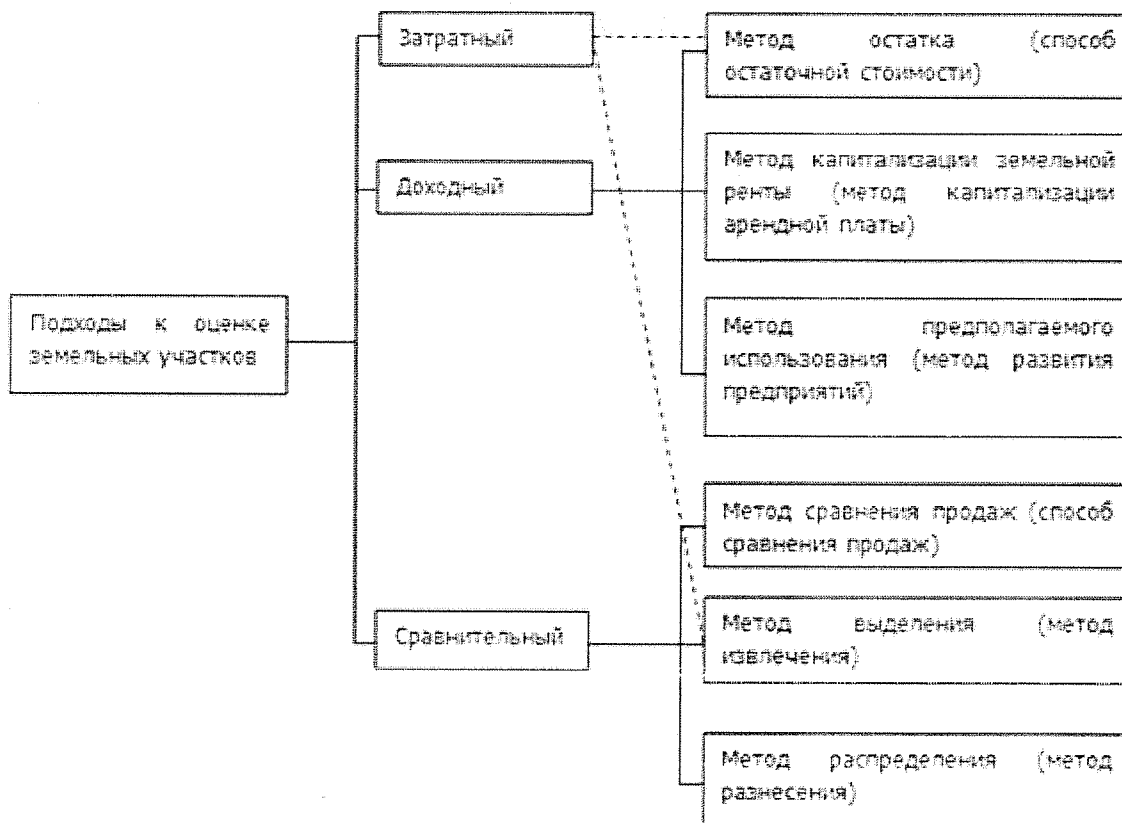 Подходы к оценке
земельных участков
Затратный
Доходный
Сравнительный
Метод остатка (способ
остаточной стоимости)
Метод капитализации земельной
ренты (метод капитализации
арендной платы)
Метод предполагаемого
использования (метод развития
предприятий)
Метод сравнения продаж (способ
сравнения продаж)
Метод выделения (метод
извлечения)
Метод распределения (метод
разнесения)